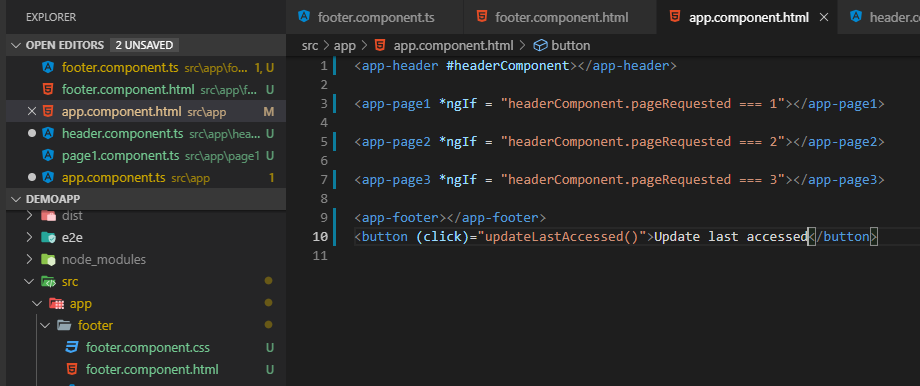 EXPLORER
OPEN EDITORS 2 UNSAVED
footer.component.ts src\app\fo... 1, U
footer.component.html src\app\f... U
app.component.html src\app M
header.component.ts src\app\hea... U
page1.component.ts src\app\page1 U
app.component.ts src\app 1
DEMOAPP
dist
e2e
node_modules
src
app
footer
footer.component.css U
footer.component.html U
footer.component.ts footer.component.html app.component.html header.co
src > app > app.component.html > button
1 <app-header #headerComponent></app-header>
2
3 <app-page1 *ngIf = "headerComponent.pageRequested === 1"></app-page1>
4
5 <app-page2 *ngIf = "headerComponent.pageRequested === 2"></app-page2>
6
7 <app-page3 *ngIf = "headerComponent.pageRequested === 3"></app-page3>
8
9 <app-footer></app-footer>
10 <button (click)="updateLastAccessed()">Update last accessed</button>
11